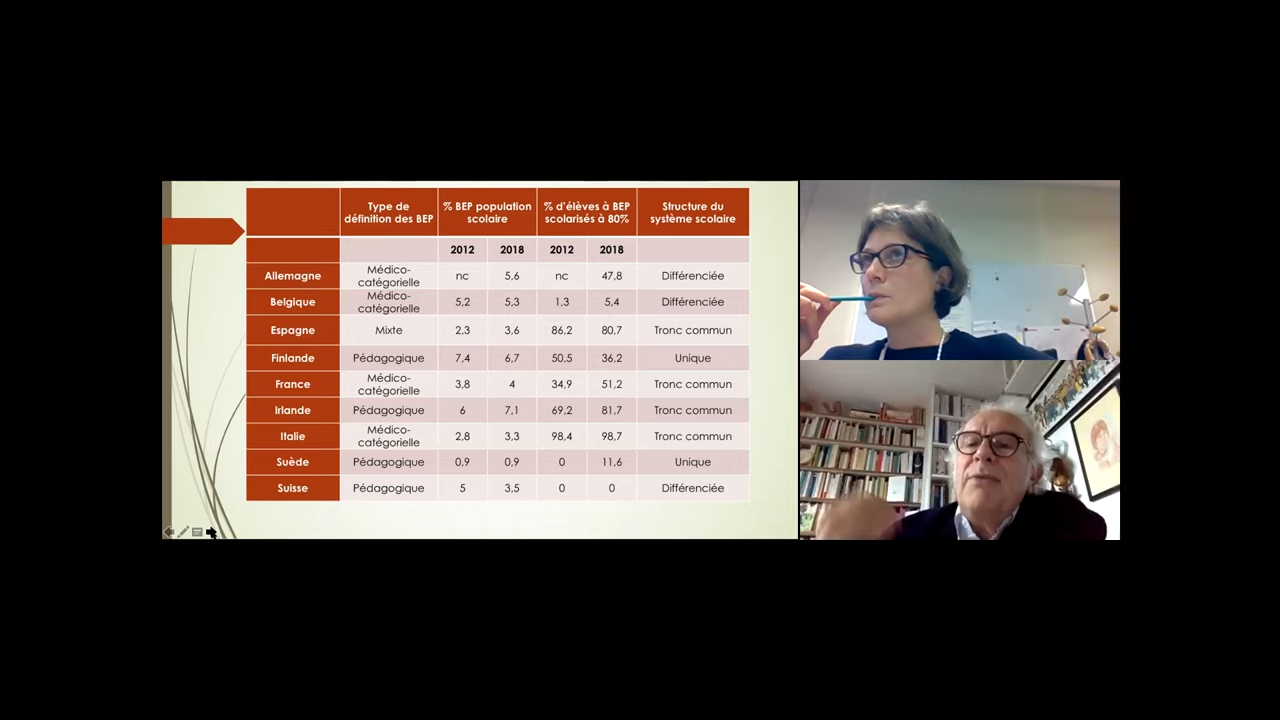 Type de définition des BEP % BEP population scolaire % d'élèves à BEP scolarisés à 80% Structure du système scolaire
2012 2018 2012 2018
Allemagne Médico-catégorielle nc 5,6 nc 47,8 Différenciée
Belgique Médico-catégorielle 5,2 5,3 1,3 5,4 Différenciée
Espagne Mixte 2,3 3,6 86,2 80,7 Tronc commun
Finlande Pédagogique 7,4 6,7 50,5 36,2 Unique
France Médico-catégorielle 3,8 4 34,9 51,2 Tronc commun
Irlande Pédagogique 6 7,1 69,2 81,7 Tronc commun
Italie Médico-catégorielle 2,8 3,3 98,4 98,7 Tronc commun
Suède Pédagogique 0,9 0,9 0 11,6 Unique
Suisse Pédagogique 5 3,5 0 0 Différenciée